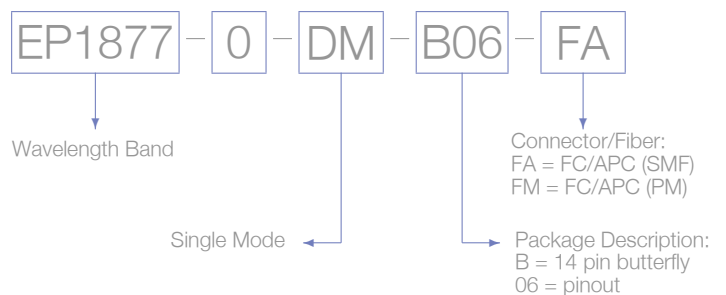 EP1877 - 0 - DM - B06 - FA
Wavelength Band
Connector/Fiber:
FA = FC/APC (SMF)
FM = FC/APC (PM)
Single Mode
Package Description:
B = 14 pin butterfly
06 = pinout